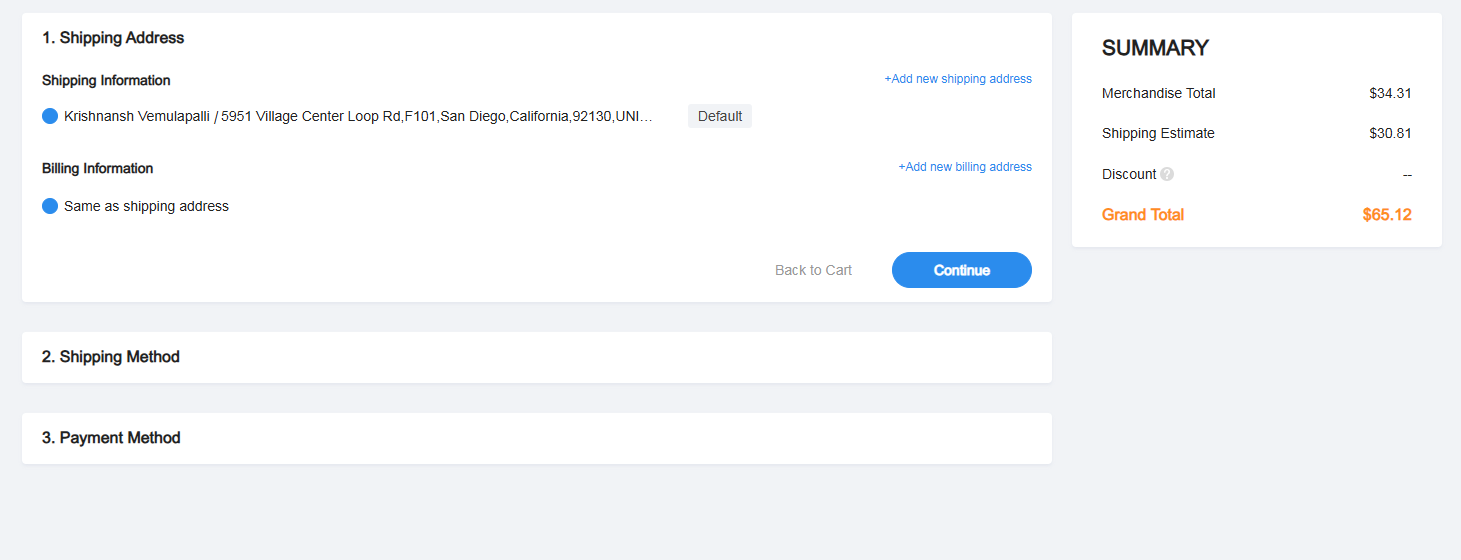 1. Shipping Address
Shipping Information
+Add new shipping address
Krishnansh Vemulapalli / 5951 Village Center Loop Rd,F101,San Diego,California,92130,UNI…
Default
Billing Information
+Add new billing address
Same as shipping address
Back to Cart
Continue
2. Shipping Method
3. Payment Method
SUMMARY
Merchandise Total $34.31
Shipping Estimate $30.81
Discount ? --
Grand Total $65.12